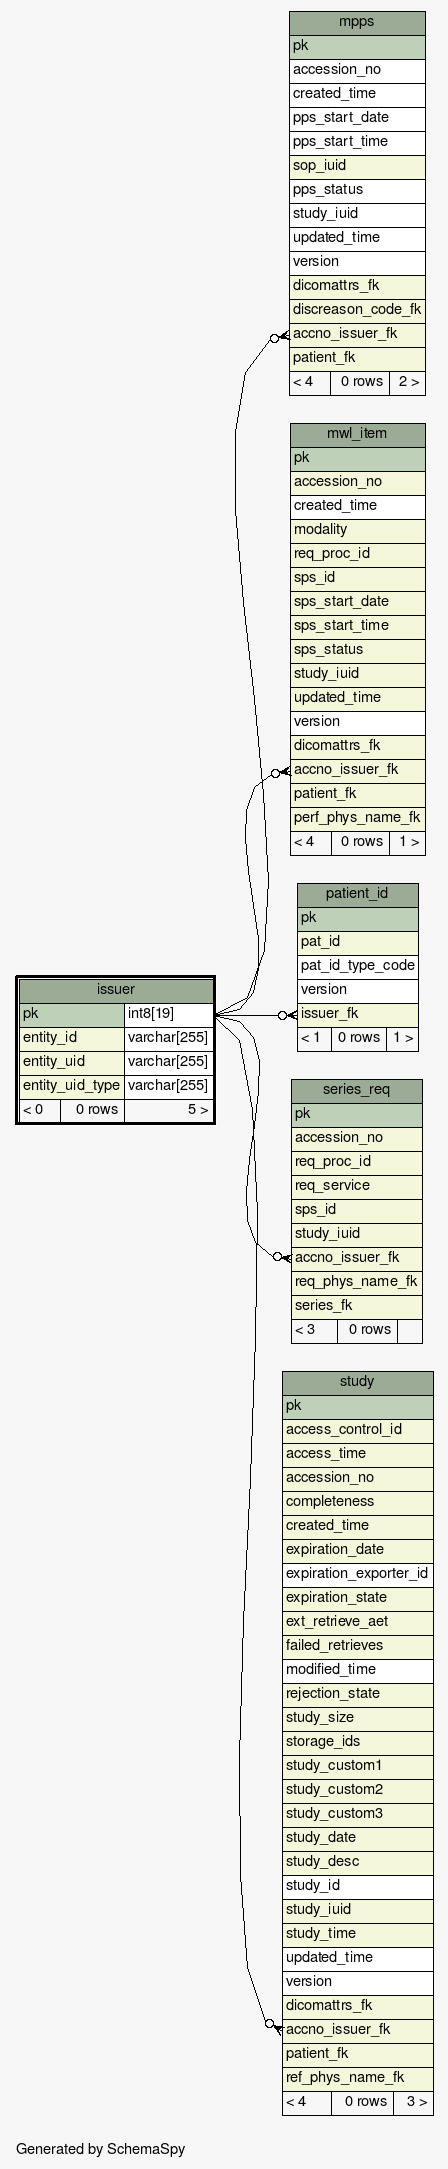 mpps
pk
accession_no
created_time
pps_start_date
pps_start_time
sop_iuid
pps_status
study_iuid
updated_time
version
dicomattrs_fk
discreason_code_fk
accno_issuer_fk
patient_fk
< 4 0 rows 2 >
mwl_item
pk
accession_no
created_time
modality
req_proc_id
sps_id
sps_start_date
sps_start_time
sps_status
study_iuid
updated_time
version
dicomattrs_fk
accno_issuer_fk
patient_fk
perf_phys_name_fk
< 4 0 rows 1 >
patient_id
pk
pat_id
pat_id_type_code
version
issuer_fk
< 1 0 rows 1 >
issuer
pk int8[19]
entity_id varchar[255]
entity_uid varchar[255]
entity_uid_type varchar[255]
< 0 0 rows 5 >
series_req
pk
accession_no
req_proc_id
req_service
sps_id
study_iuid
accno_issuer_fk
req_phys_name_fk
series_fk
< 3 0 rows
study
pk
access_control_id
access_time
accession_no
completeness
created_time
expiration_date
expiration_exporter_id
expiration_state
ext_retrieve_aet
failed_retrieves
modified_time
rejection_state
study_size
storage_ids
study_custom1
study_custom2
study_custom3
study_date
study_desc
study_id
study_iuid
study_time
updated_time
version
dicomattrs_fk
accno_issuer_fk
patient_fk
ref_phys_name_fk
< 4 0 rows 3 >
Generated by SchemaSpy